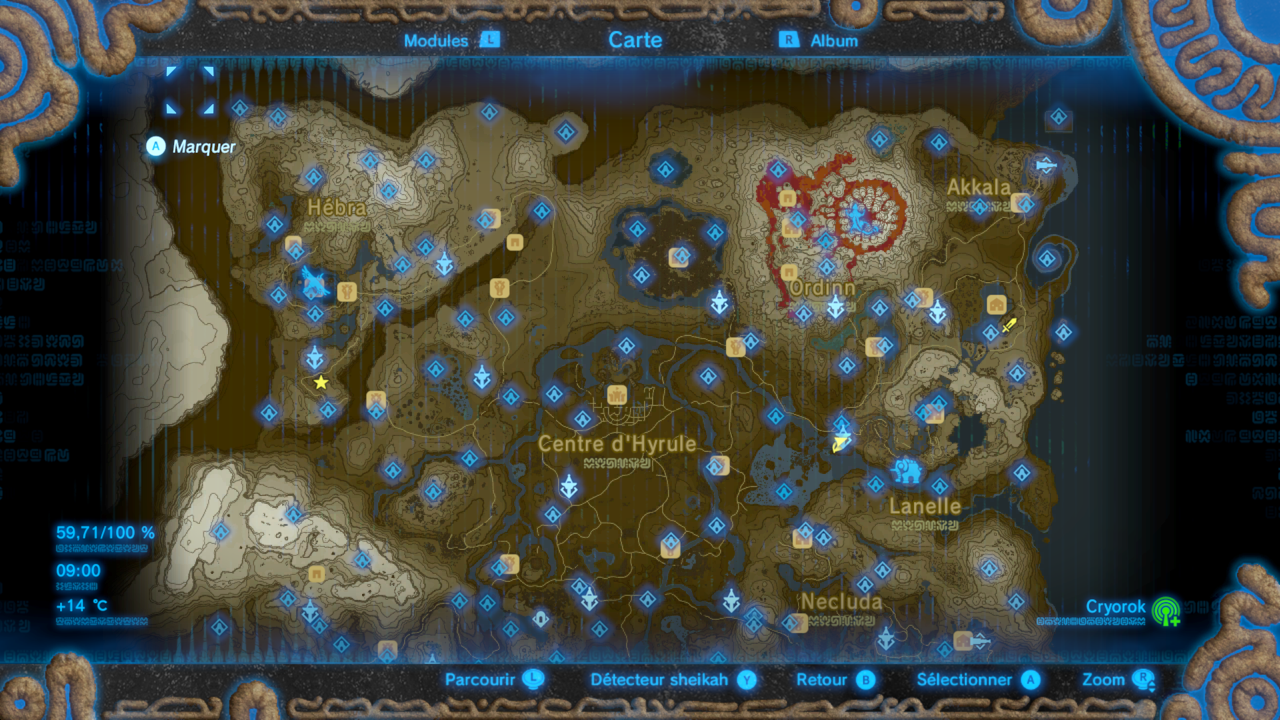 Modules L
Carte
R Album
A Marquer
Hébra
Akkala
Ordinn
Centre d'Hyrule
Lanelle
Necluda
59,71/100 %
09:00
+14 °C
Cryorok
Parcourir L
Détecteur sheikah Y
Retour B
Sélectionner A
Zoom R